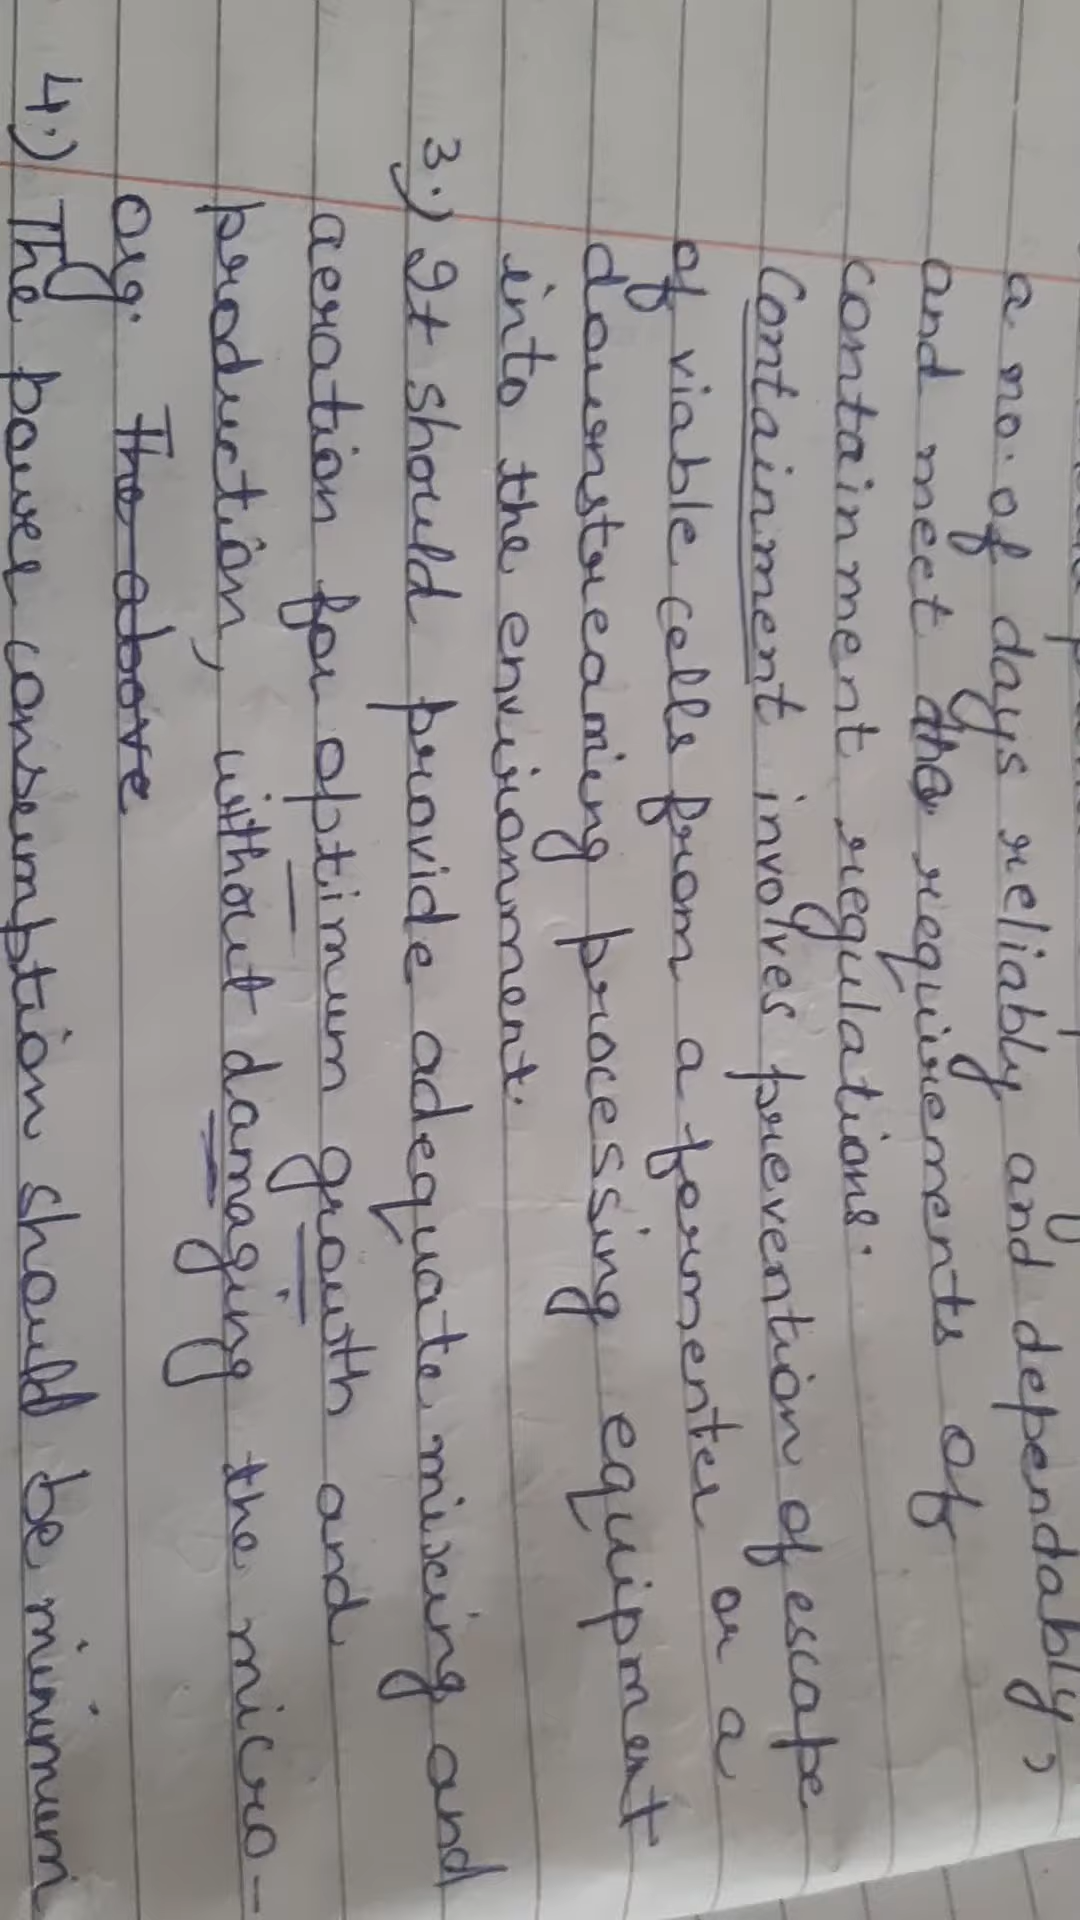 a no. of days reliably and dependably,
and meet the requirements of
containment regulations.
Containment involves prevention of escape
of viable cells from a fermenter or a
downstreaming processing equipment
into the environment.
3.) It should provide adequate mixing and
aeration for optimum growth and
production, without damaging the micro-
org. The above
4.) The power consumption should be minimum